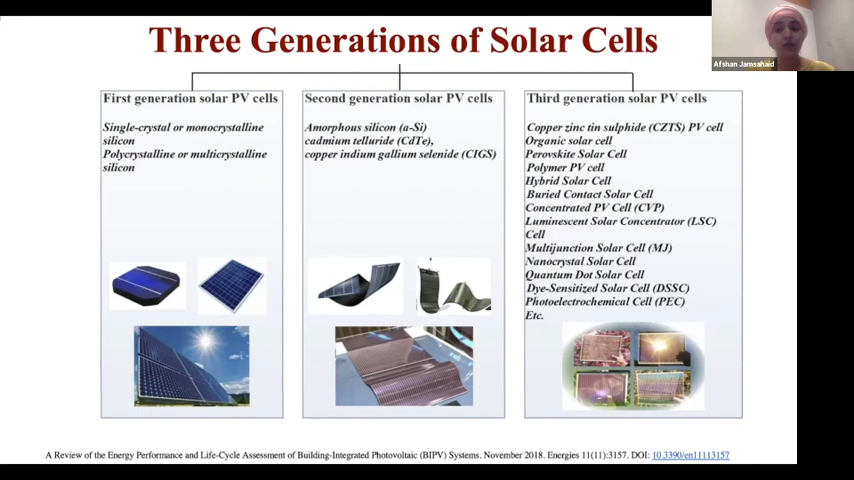 Three Generations of Solar Cells
Afshan Jamsahaid
First generation solar PV cells
Single-crystal or monocrystalline
silicon
Polycrystalline or multicrystalline
silicon
Second generation solar PV cells
Amorphous silicon (a-Si)
cadmium telluride (CdTe),
copper indium gallium selenide (CIGS)
Third generation solar PV cells
Copper zinc tin sulphide (CZTS) PV cell
Organic solar cell
Perovskite Solar Cell
Polymer PV cell
Hybrid Solar Cell
Buried Contact Solar Cell
Concentrated PV Cell (CVP)
Luminescent Solar Concentrator (LSC)
Cell
Multijunction Solar Cell (MJ)
Nanocrystal Solar Cell
Quantum Dot Solar Cell
Dye-Sensitized Solar Cell (DSSC)
Photoelectrochemical Cell (PEC)
Etc.
A Review of the Energy Performance and Life-Cycle Assessment of Building-Integrated Photovoltaic (BIPV) Systems. November 2018. Energies 11(11):3157. DOI: 10.3390/en11113157